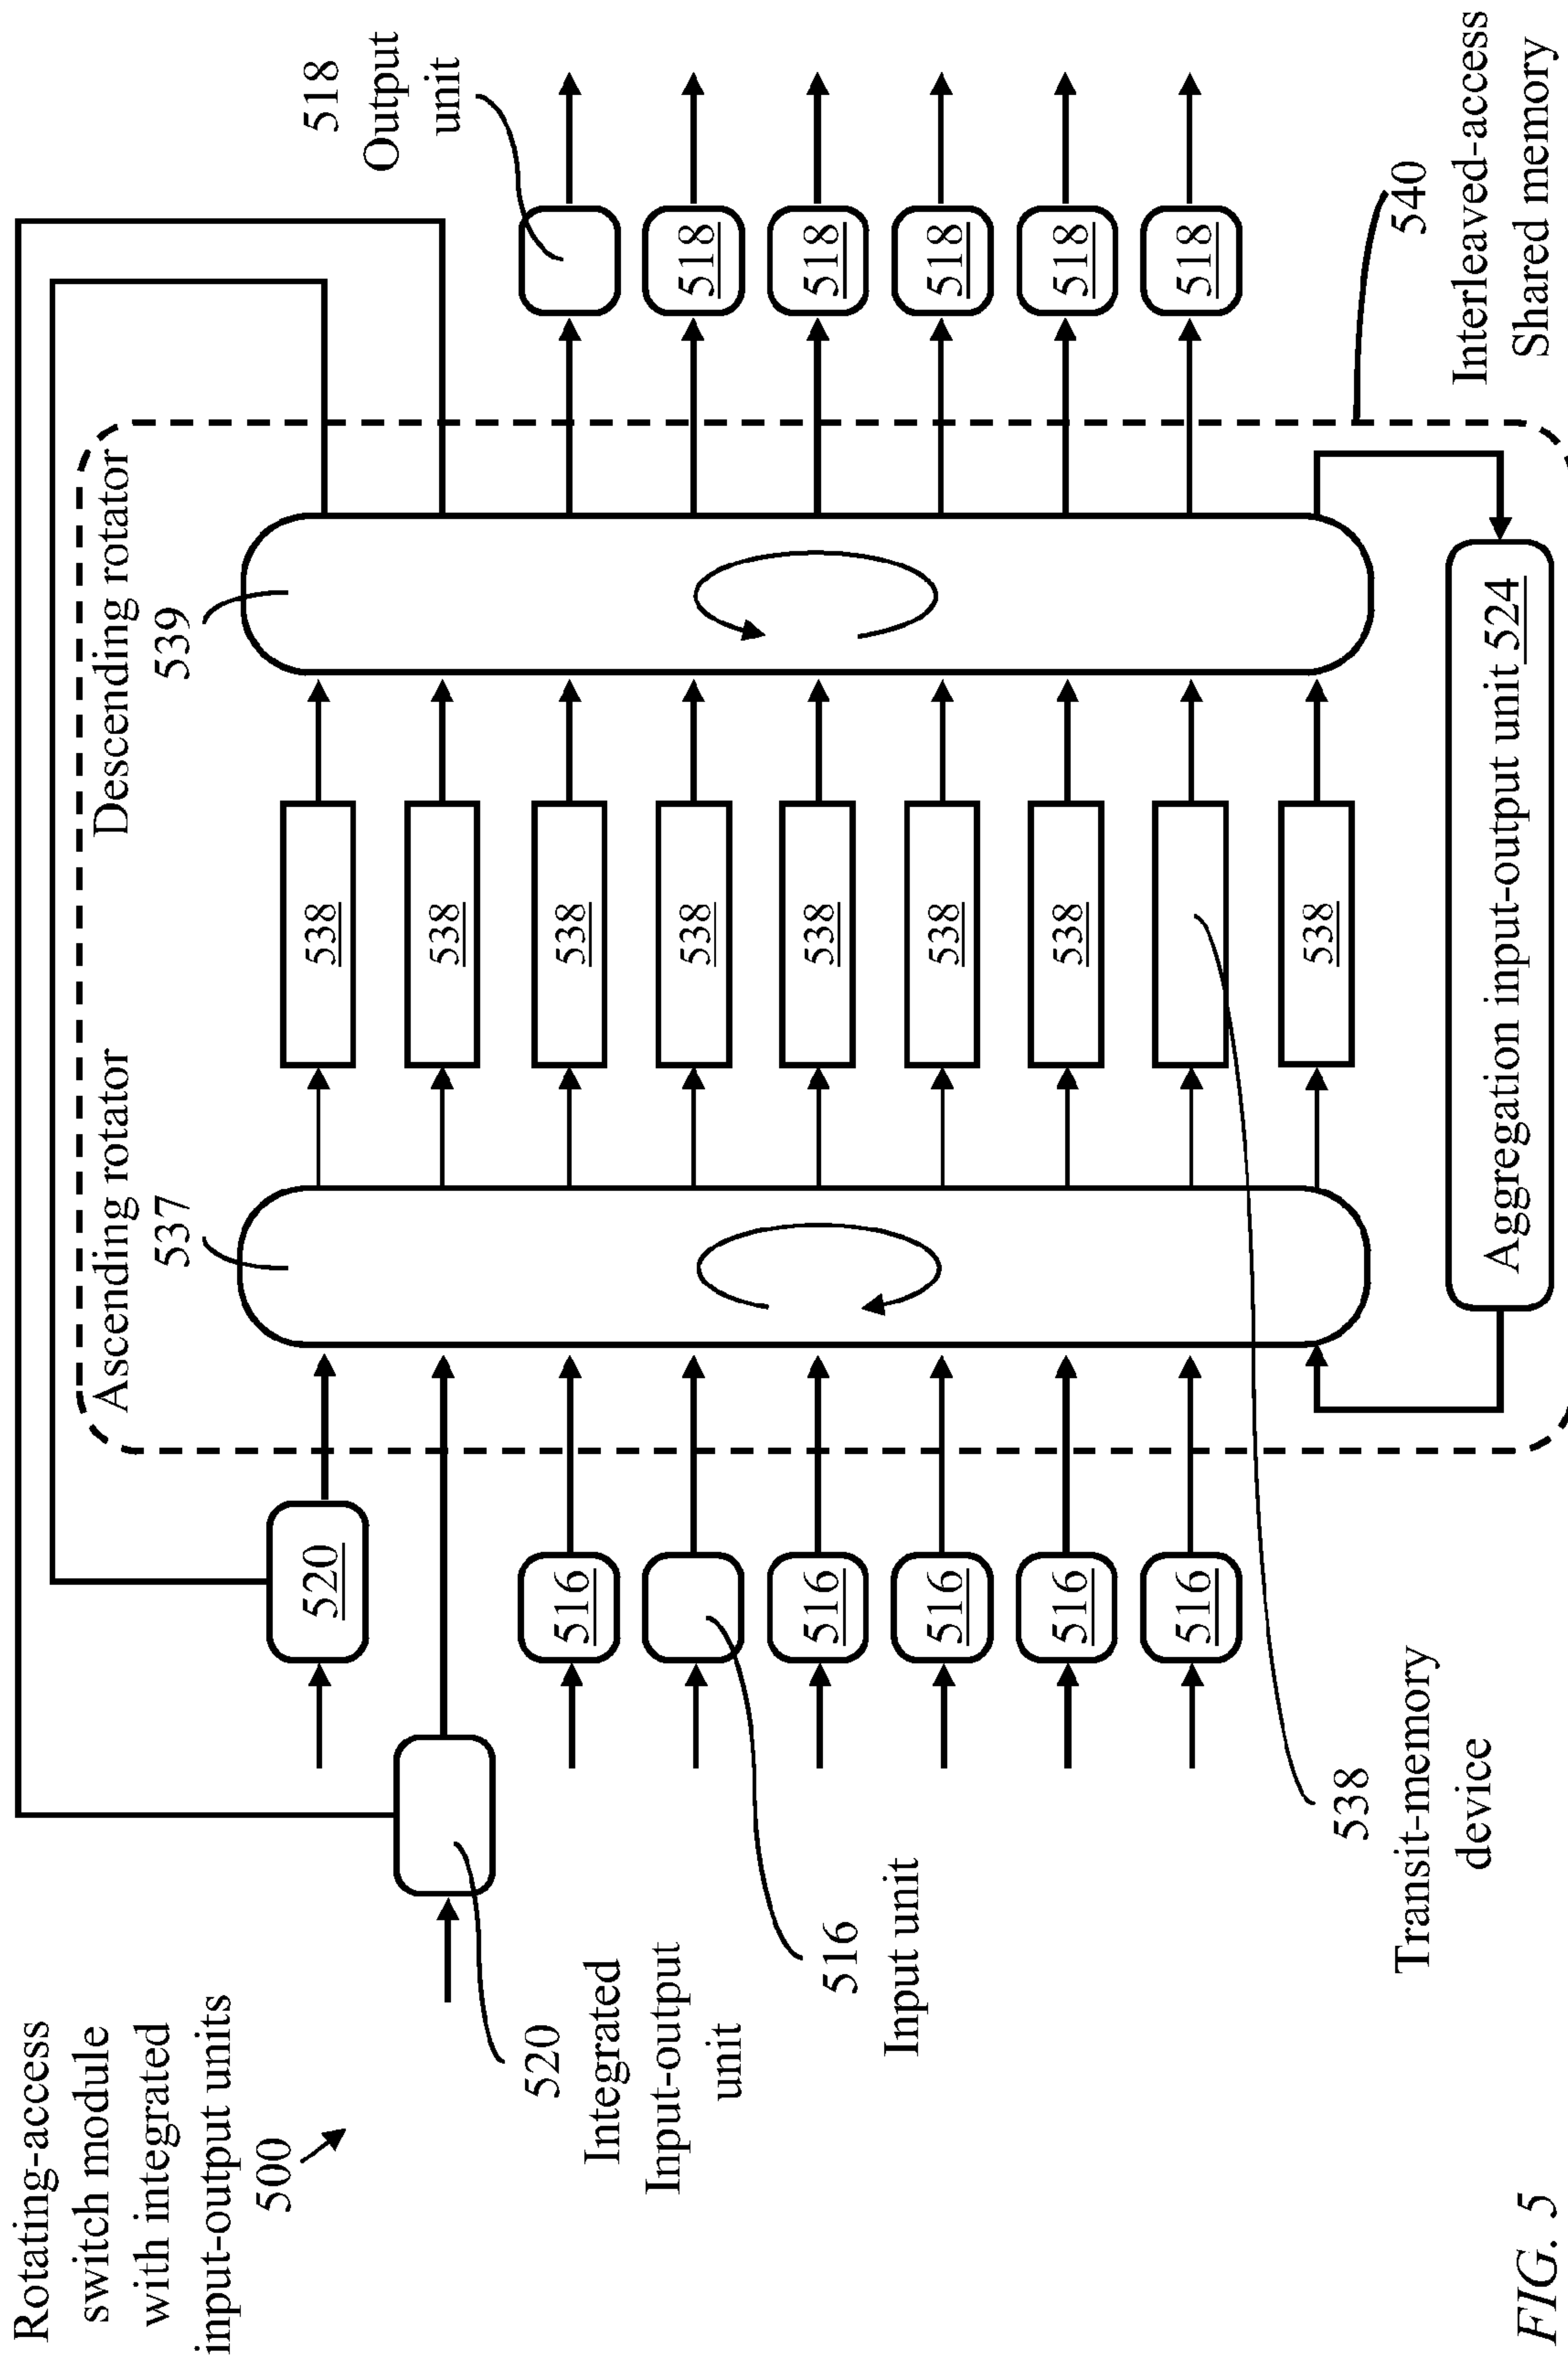 Rotating-access
switch module
with integrated
input-output units
500
520
Integrated
Input-output
unit
516
Input unit
538
Transit-memory
device
520
516
516
516
516
516
Ascending rotator
537
538
538
538
538
538
538
538
538
Descending rotator
539
Aggregation input-output unit 524
518
Output
unit
518
518
518
518
518
540
Interleaved-access
Shared memory
FIG. 5